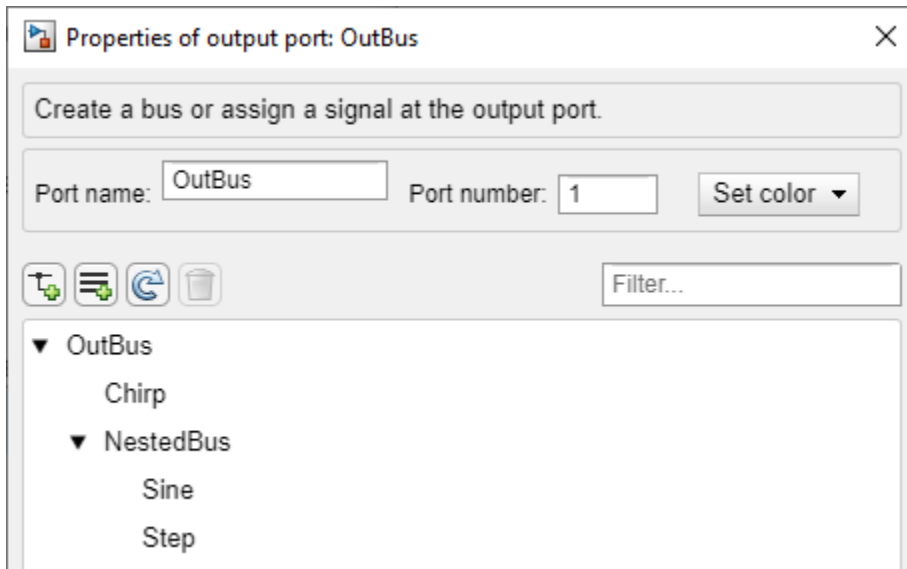 Properties of output port: OutBus
Create a bus or assign a signal at the output port.
Port name: OutBus Port number: 1 Set color
Filter...
OutBus
Chirp
NestedBus
Sine
Step